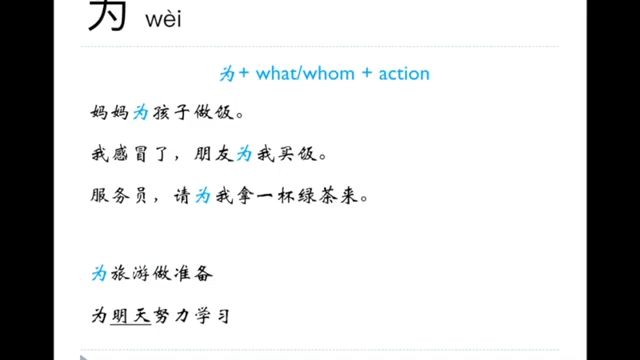 为 wèi
为+ what/whom + action
妈妈为孩子做饭。
我感冒了，朋友为我买饭。
服务员，请为我拿一杯绿茶来。
为旅游做准备
为明天努力学习